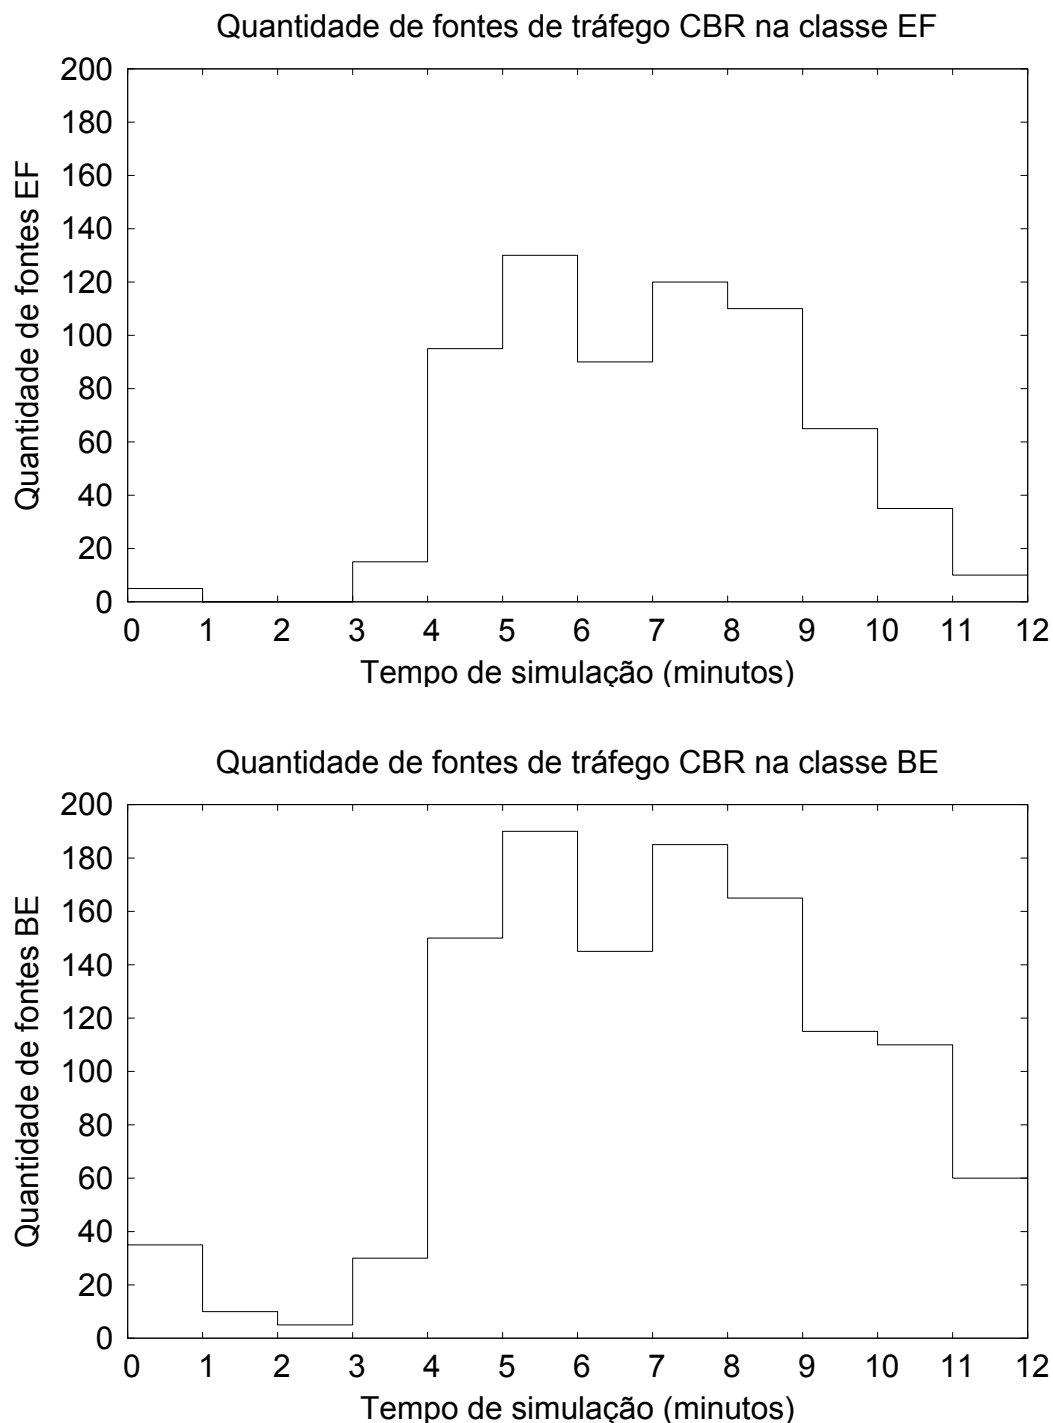 Quantidade de fontes de tráfego CBR na classe EF
200
180
160
140
120
100
80
60
40
20
0
Quantidade de fontes EF
0 1 2 3 4 5 6 7 8 9 10 11 12
Tempo de simulação (minutos)
Quantidade de fontes de tráfego CBR na classe BE
200
180
160
140
120
100
80
60
40
20
0
Quantidade de fontes BE
0 1 2 3 4 5 6 7 8 9 10 11 12
Tempo de simulação (minutos)